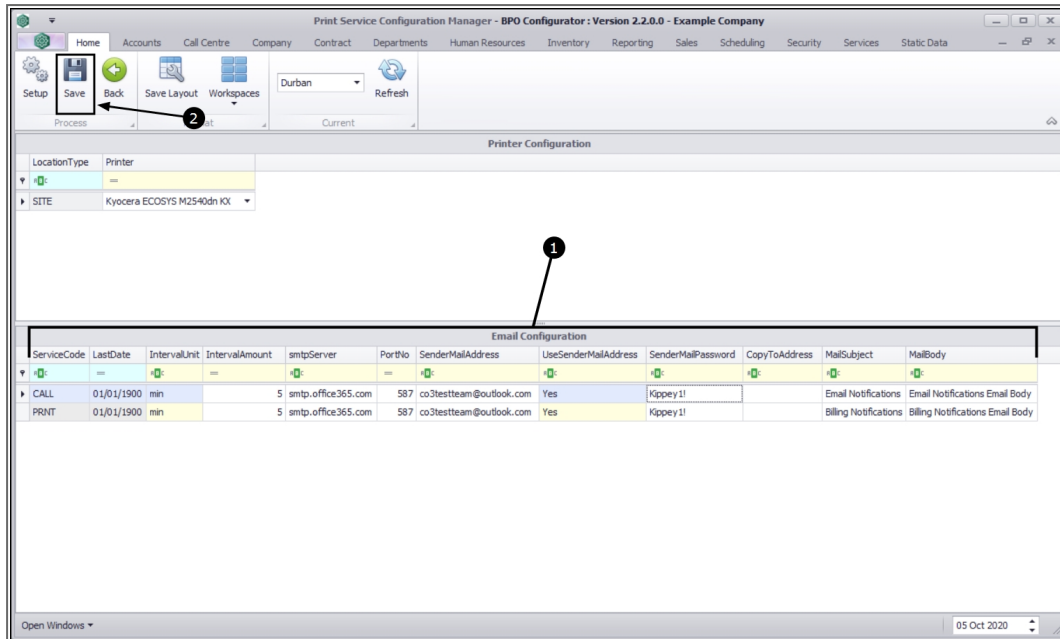 Print Service Configuration Manager - BPO Configurator : Version 2.2.0.0 - Example Company
Home Accounts Call Centre Company Contract Departments Human Resources Inventory Reporting Sales Scheduling Security Services Static Data
Setup Save Back Save Layout Workspaces Durban Refresh
Process 2 at Current
Printer Configuration
LocationType Printer
SITE Kyocera ECOSYS M2540dn KX
1
Email Configuration
ServiceCode LastDate IntervalUnit IntervalAmount smtpServer PortNo SenderMailAddress UseSenderMailAddress SenderMailPassword CopyToAddress MailSubject MailBody
CALL 01/01/1900 min 5 smtp.office365.com 587 co3testteam@outlook.com Yes Kippey1! Email Notifications Email Notifications Email Body
PRNT 01/01/1900 min 5 smtp.office365.com 587 co3testteam@outlook.com Yes Kippey1! Billing Notifications Billing Notifications Email Body
Open Windows 05 Oct 2020